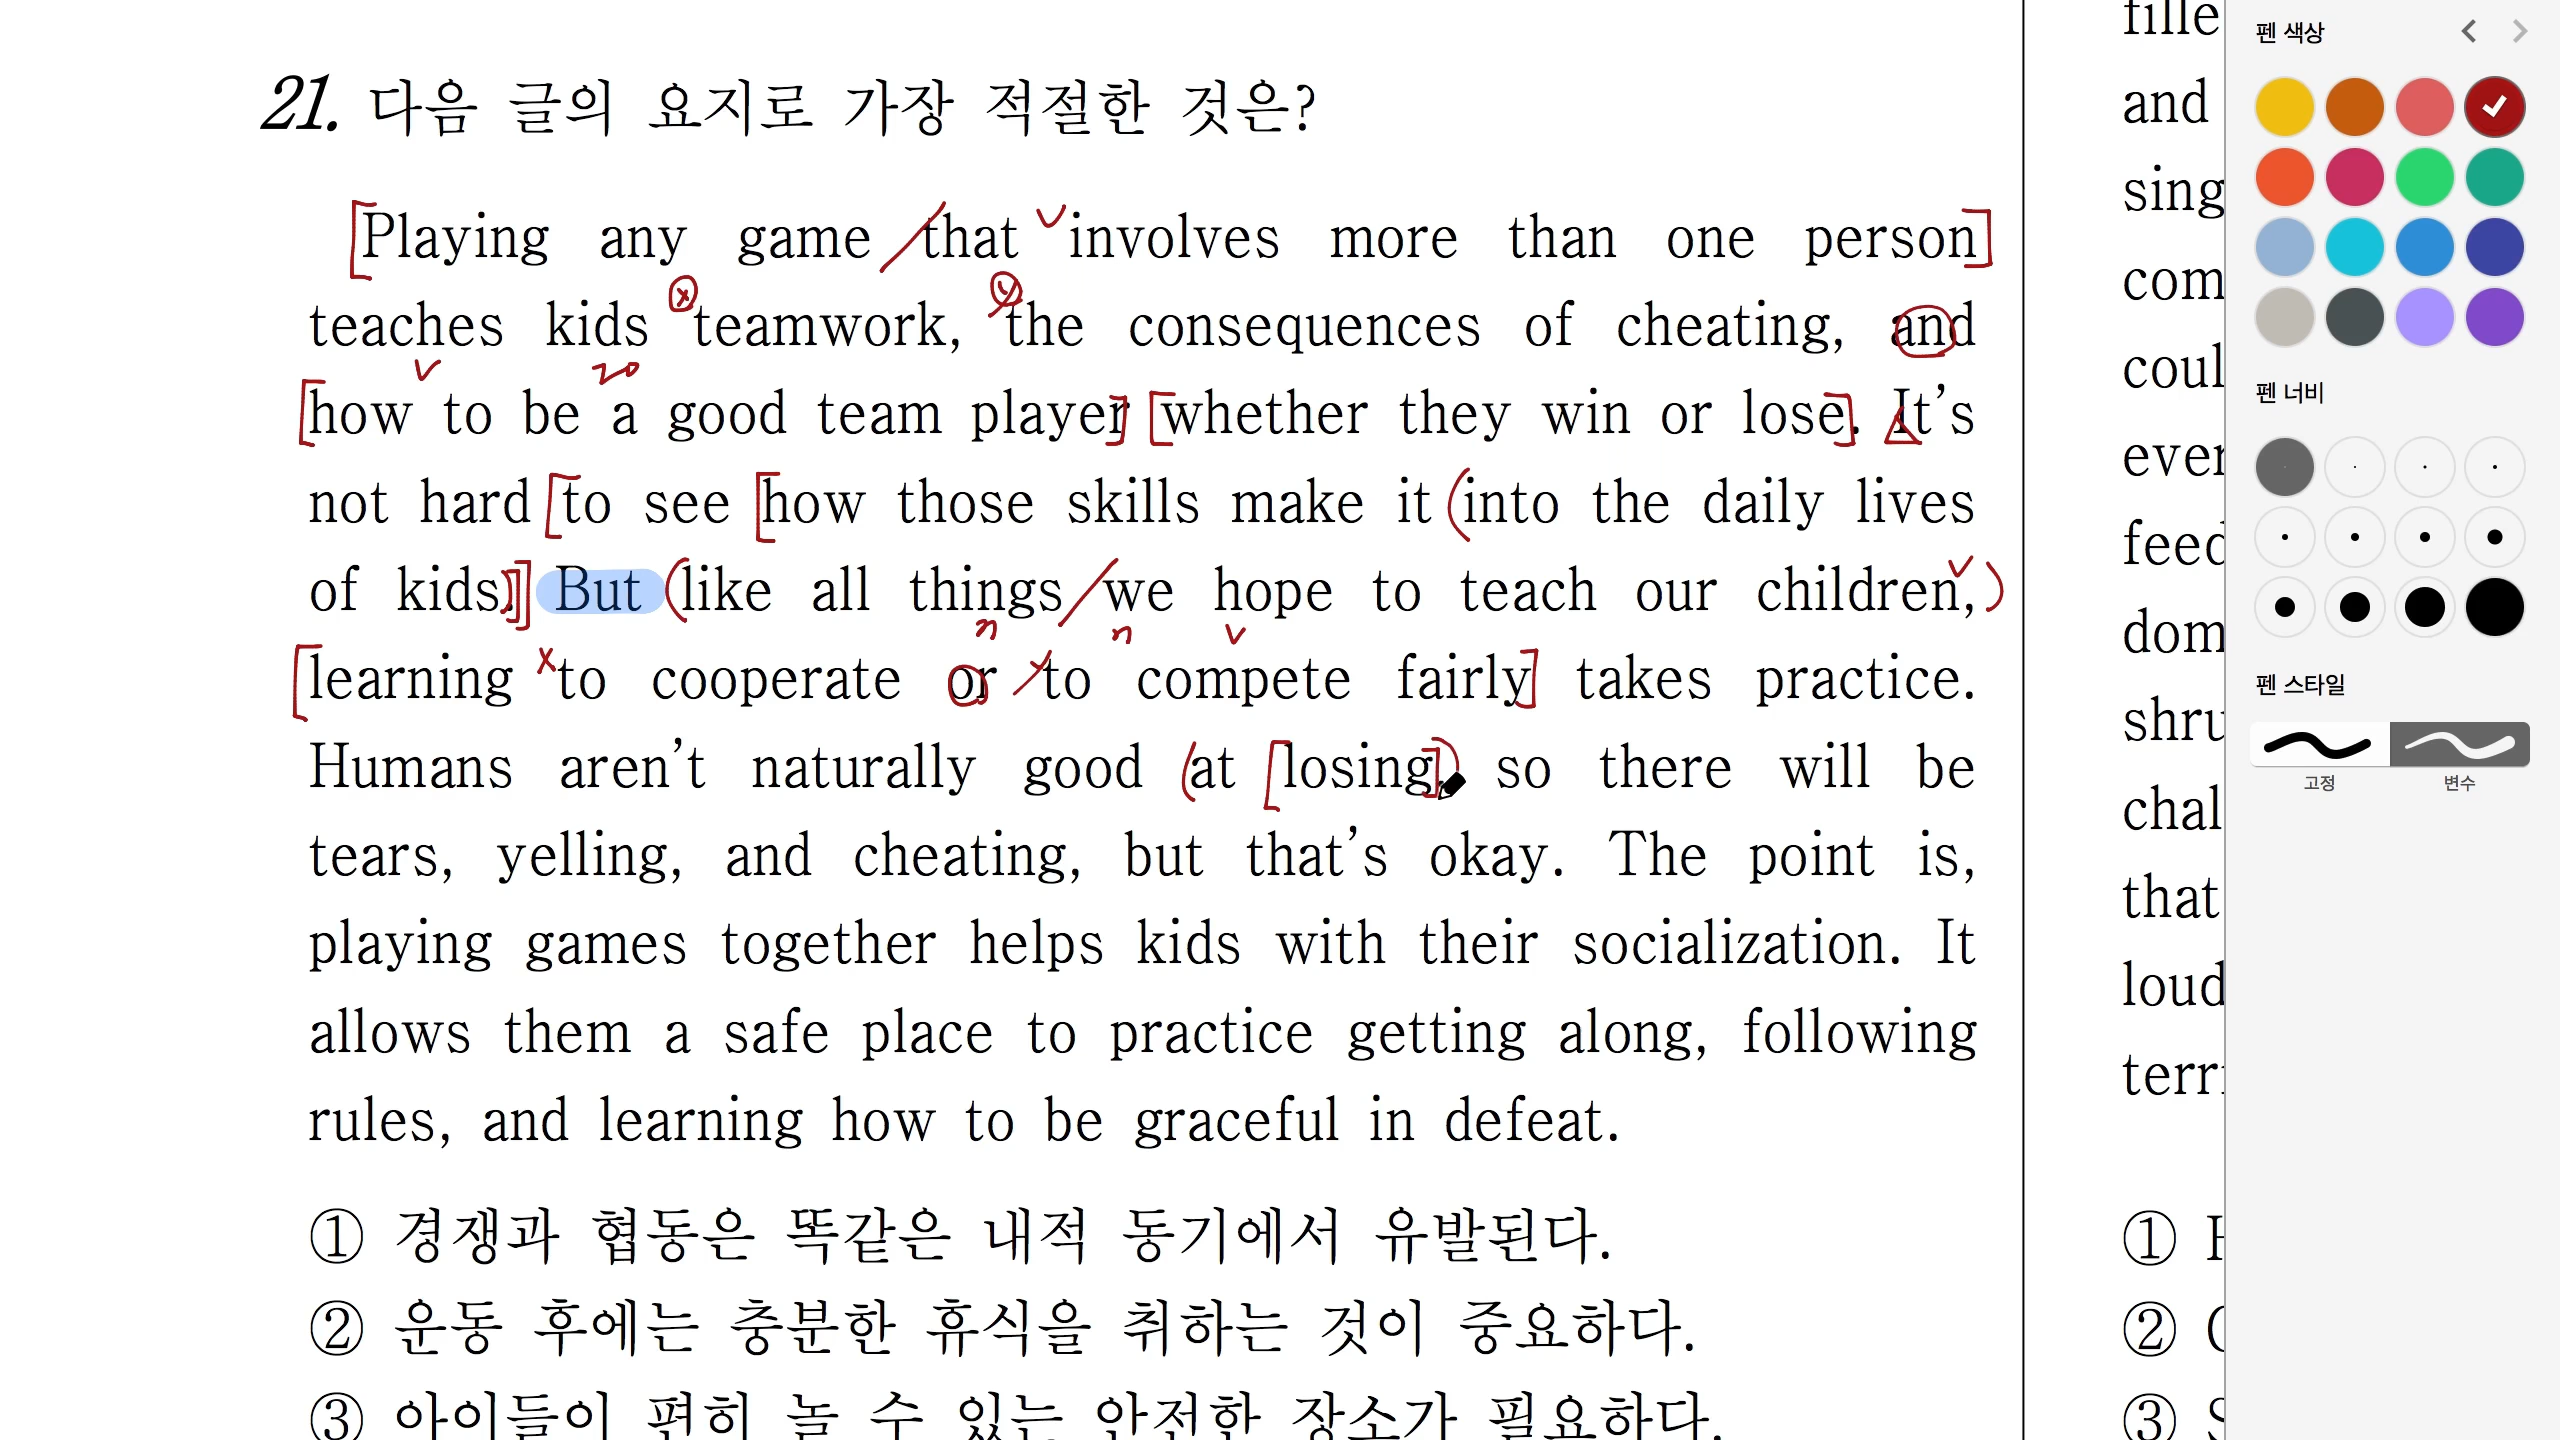 21. 다음 글의 요지로 가장 적절한 것은?
Playing any game that involves more than one person
teaches kids teamwork, the consequences of cheating, and
how to be a good team player whether they win or lose. It's
not hard to see how those skills make it into the daily lives
of kids. But like all things we hope to teach our children,
learning to cooperate or to compete fairly takes practice.
Humans aren't naturally good at losing, so there will be
tears, yelling, and cheating, but that's okay. The point is,
playing games together helps kids with their socialization. It
allows them a safe place to practice getting along, following
rules, and learning how to be graceful in defeat.
① 경쟁과 협동은 똑같은 내적 동기에서 유발된다.
② 운동 후에는 충분한 휴식을 취하는 것이 중요하다.
③ 아이들이 편히 놀 수 있는 안전한 장소가 필요하다.
and
sing
com
coul
ever
feed
dom
shru
chal
that
loud
terr
①
②
③
펜 색상
펜 너비
펜 스타일
고정
변수